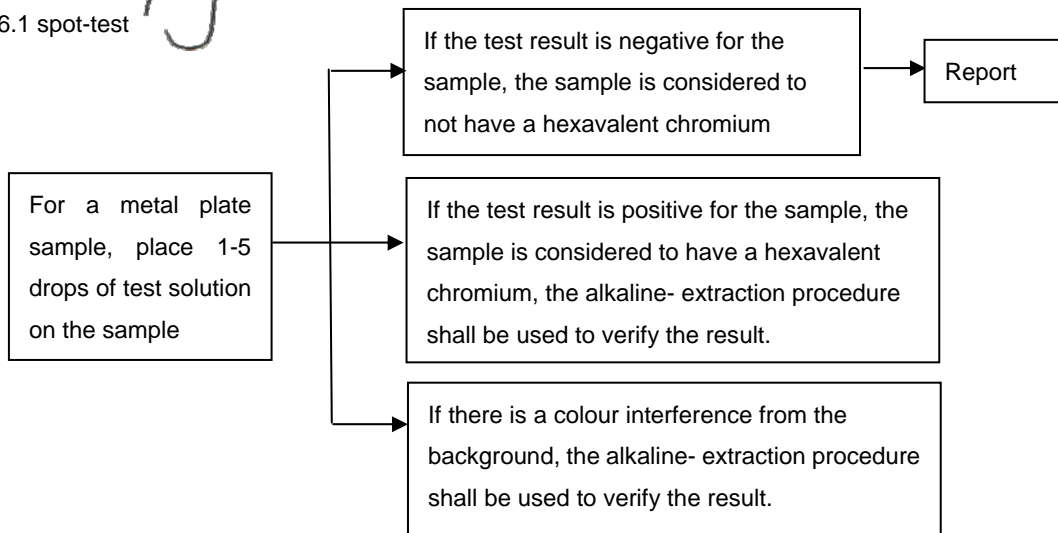 6.1 spot-test
If the test result is negative for the
sample, the sample is considered to
not have a hexavalent chromium
Report
For a metal plate
sample, place 1-5
drops of test solution
on the sample
If the test result is positive for the sample, the
sample is considered to have a hexavalent
chromium, the alkaline- extraction procedure
shall be used to verify the result.
If there is a colour interference from the
background, the alkaline- extraction procedure
shall be used to verify the result.